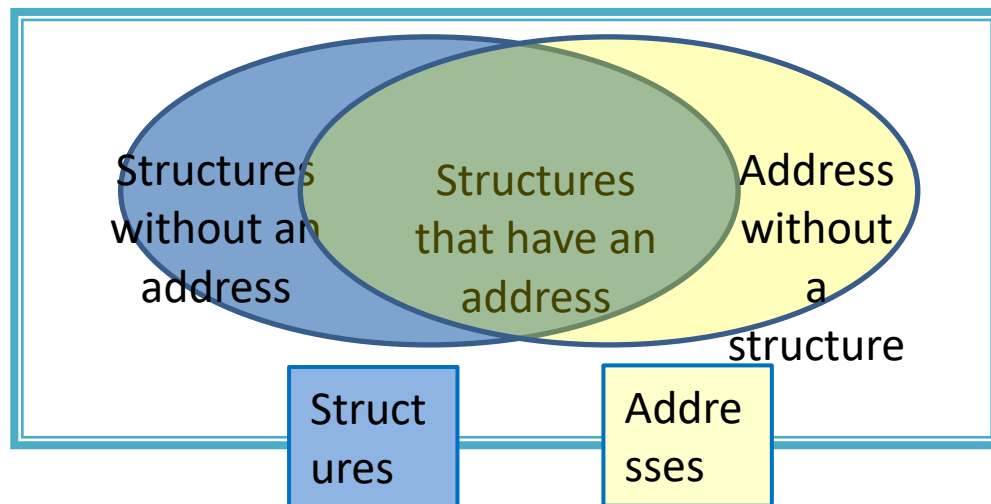 Structures
without an
address
Structures
that have an
address
Address
without
a
structure
Struct
ures
Addre
sses